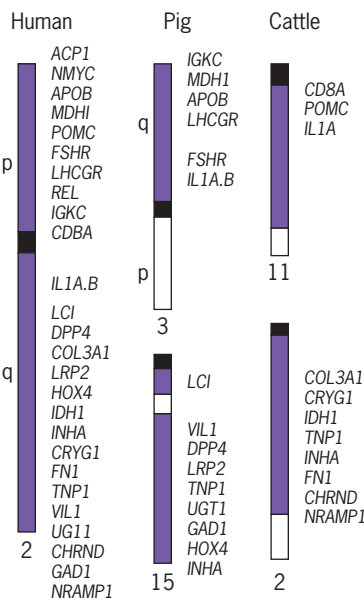 Human
ACP1
NMYC
APOB
MDHI
POMC
FSHR
LHCGR
REL
IGKC
CDBA
IL1A.B
LCI
DPP4
COL3A1
LRP2
HOX4
IDH1
INHA
CRYG1
FN1
TNP1
VIL1
UG11
CHRND
GAD1
NRAMP1
p
q
2
Pig
IGKC
MDH1
APOB
LHCGR
FSHR
IL1A.B
q
p
3
LCI
VIL1
DPP4
LRP2
TNP1
UGT1
GAD1
HOX4
INHA
15
Cattle
CD8A
POMC
IL1A
11
COL3A1
CRYG1
IDH1
TNP1
INHA
FN1
CHRND
NRAMP1
2